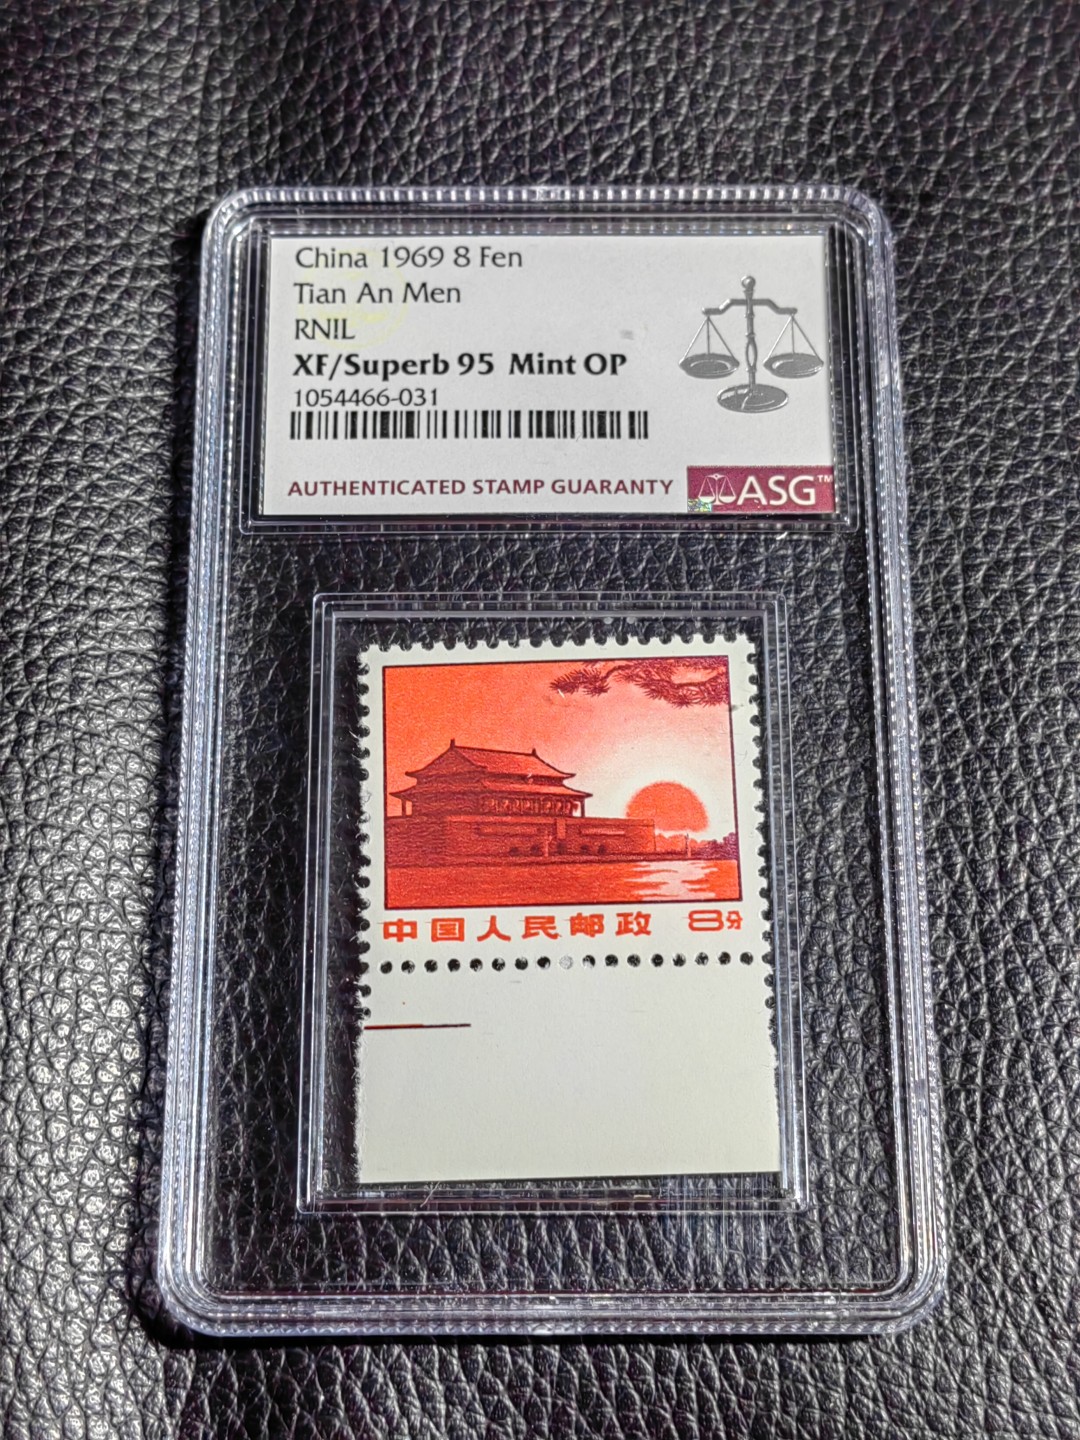 China 1969 8 Fen
Tian An Men
RNIL
XF/Superb 95 Mint OP
1054466-031
AUTHENTICATED STAMP GUARANTY
ASG™
中国人民邮政 8分